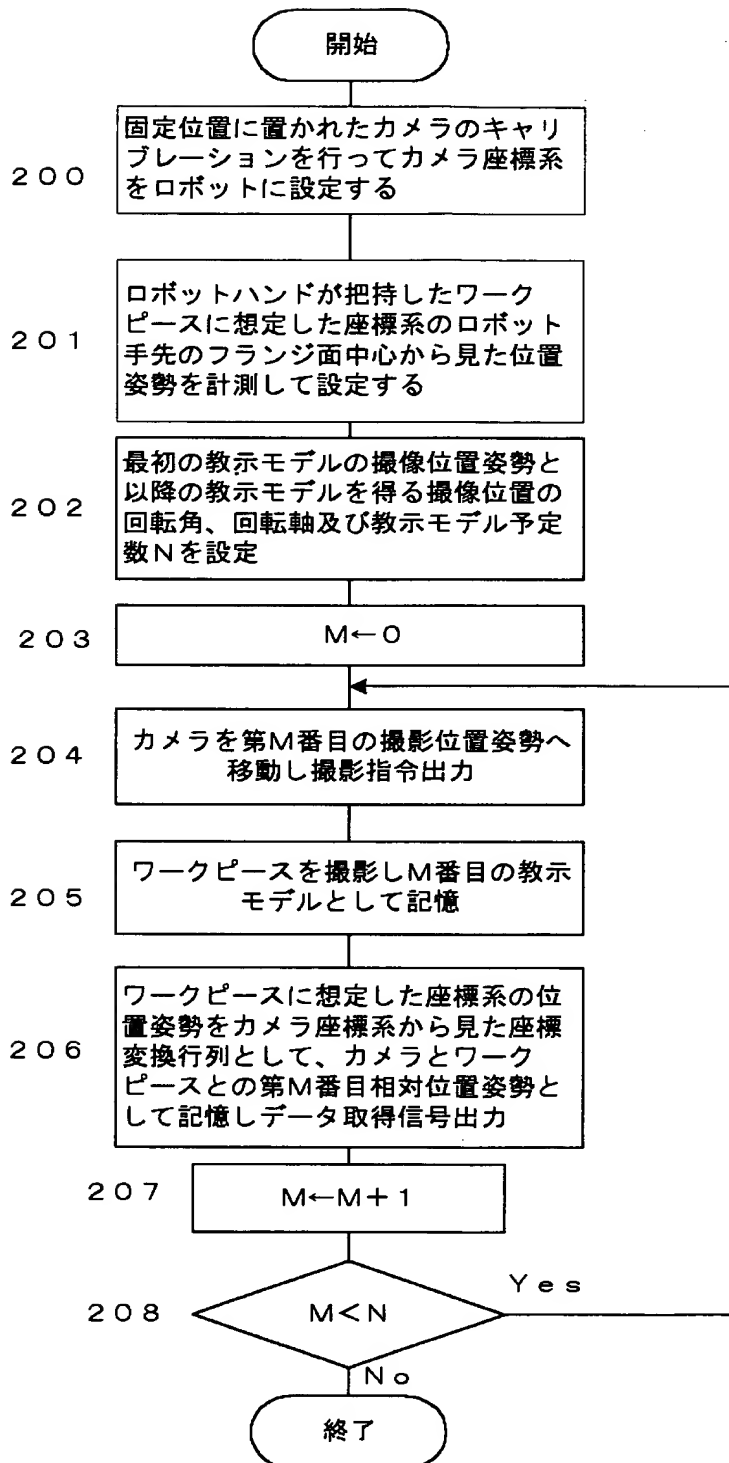 開始
200
固定位置に置かれたカメラのキャリ
ブレーションを行ってカメラ座標系
をロボットに設定する
201
ロボットハンドが把持したワーク
ピースに想定した座標系のロボット
手先のフランジ面中心から見た位置
姿勢を計測して設定する
202
最初の教示モデルの撮像位置姿勢と
以降の教示モデルを得る撮像位置の
回転角、回転軸及び教示モデル予定
数Nを設定
203
M←0
204
カメラを第M番目の撮影位置姿勢へ
移動し撮影指令出力
205
ワークピースを撮影しM番目の教示
モデルとして記憶
206
ワークピースに想定した座標系の位
置姿勢をカメラ座標系から見た座標
変換行列として、カメラとワーク
ピースとの第M番目相対位置姿勢と
して記憶しデータ取得信号出力
207
M←M+1
208
M<N
Yes
No
終了